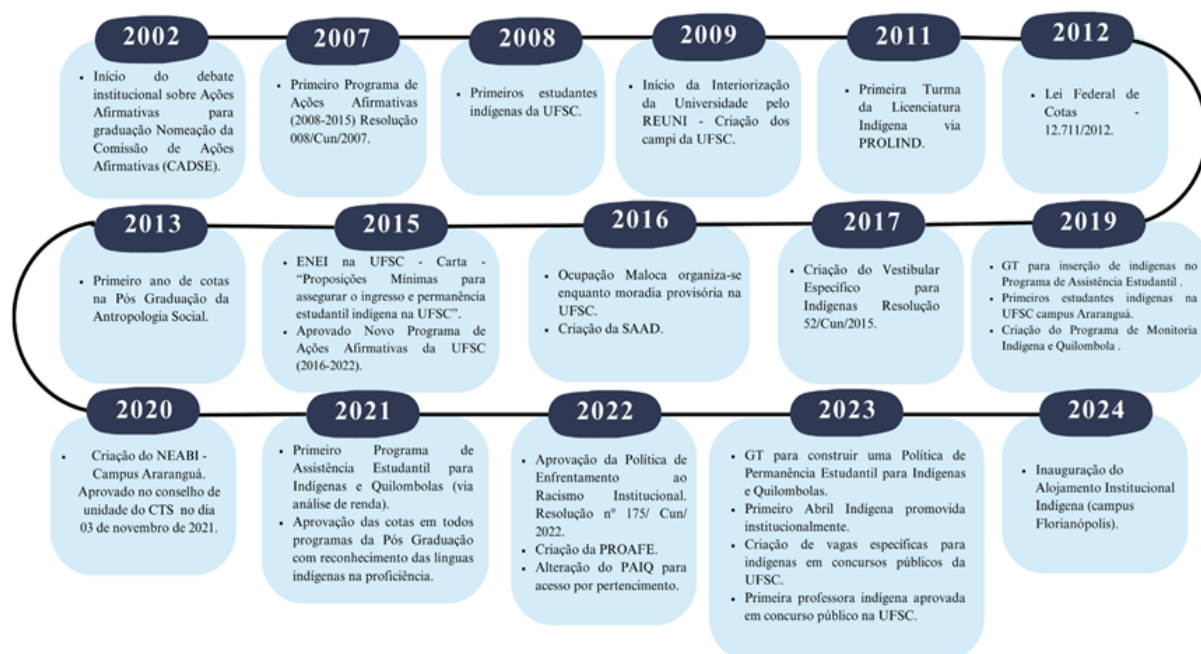 2002
• Início do debate
institucional sobre Ações
Afirmativas para
graduação Nomeação da
Comissão de Ações
Afirmativas (CADSE).
2007
• Primeiro Programa de
Ações Afirmativas
(2008-2015) Resolução
008/Cun/2007.
2008
• Primeiros estudantes
indígenas da UFSC.
2009
• Início da Interiorização
da Universidade pelo
REUNI - Criação dos
campi da UFSC.
2011
• Primeira Turma
da Licenciatura
Indígena via
PROLIND.
2012
• Lei Federal de
Cotas -
12.711/2012.
2013
• Primeiro ano de cotas
na Pós Graduação da
Antropologia Social.
2015
• ENEI na UFSC - Carta -
“Proposições Mínimas para
assegurar o ingresso e permanência
estudantil indígena na UFSC”.
• Aprovado Novo Programa de
Ações Afirmativas da UFSC
(2016-2022).
2016
• Ocupação Maloca organiza-se
enquanto moradia provisória na
UFSC.
• Criação da SAAD.
2017
• Criação do Vestibular
Específico para
Indígenas Resolução
52/Cun/2015.
2019
• GT para inserção de indígenas no
Programa de Assistência Estudantil .
• Primeiros estudantes indígenas na
UFSC campus Araranguá.
• Criação do Programa de Monitoria
Indígena e Quilombola .
2020
• Criação do NEABI -
Campus Araranguá.
Aprovado no conselho de
unidade do CTS no dia
03 de novembro de 2021.
2021
• Primeiro Programa de
Assistência Estudantil para
Indígenas e Quilombolas (via
análise de renda).
• Aprovação das cotas em todos
programas da Pós Graduação
com reconhecimento das línguas
indígenas na proficiência.
2022
• Aprovação da Política de
Enfrentamento ao
Racismo Institucional.
Resolução nº 175/ Cun/
2022.
• Criação da PROAFE.
• Alteração do PAIQ para
acesso por pertencimento.
2023
• GT para construir uma Política de
Permanência Estudantil para Indígenas
e Quilombolas.
• Primeiro Abril Indígena promovida
institucionalmente.
• Criação de vagas específicas para
indígenas em concursos públicos da
UFSC.
• Primeira professora indígena aprovada
em concurso público na UFSC.
2024
• Inauguração do
Alojamento Institucional
Indígena (campus
Florianópolis).